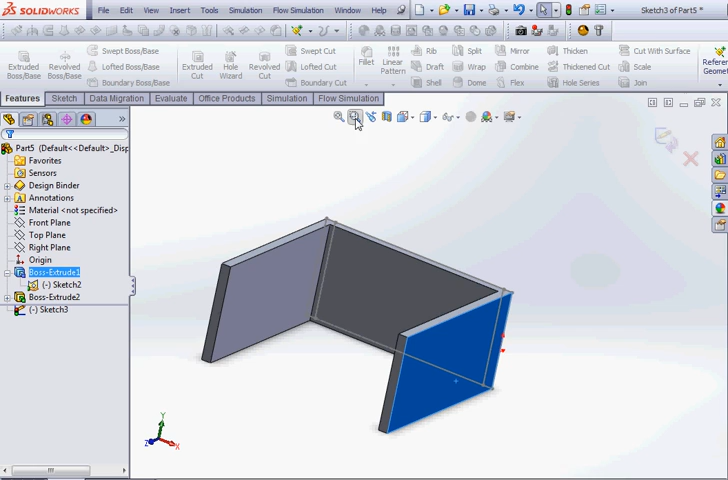 SOLIDWORKS File Edit View Insert Tools Simulation Flow Simulation Window Help Sketch3 of Part5 *
Extruded Boss/Base
Revolved Boss/Base
Swept Boss/Base
Lofted Boss/Base
Boundary Boss/Base
Extruded Cut
Hole Wizard
Revolved Cut
Swept Cut
Lofted Cut
Boundary Cut
Fillet
Linear Pattern
Rib
Draft
Shell
Split
Wrap
Dome
Mirror
Combine
Flex
Thicken
Thickened Cut
Hole Series
Cut With Surface
Scale
Join
Features Sketch Data Migration Evaluate Office Products Simulation Flow Simulation
Part5 (Default<<Default>_Disp
Favorites
Sensors
Design Binder
Annotations
Material <not specified>
Front Plane
Top Plane
Right Plane
Origin
Boss-Extrude1
(-) Sketch2
Boss-Extrude2
(-) Sketch3
Y
Z
X